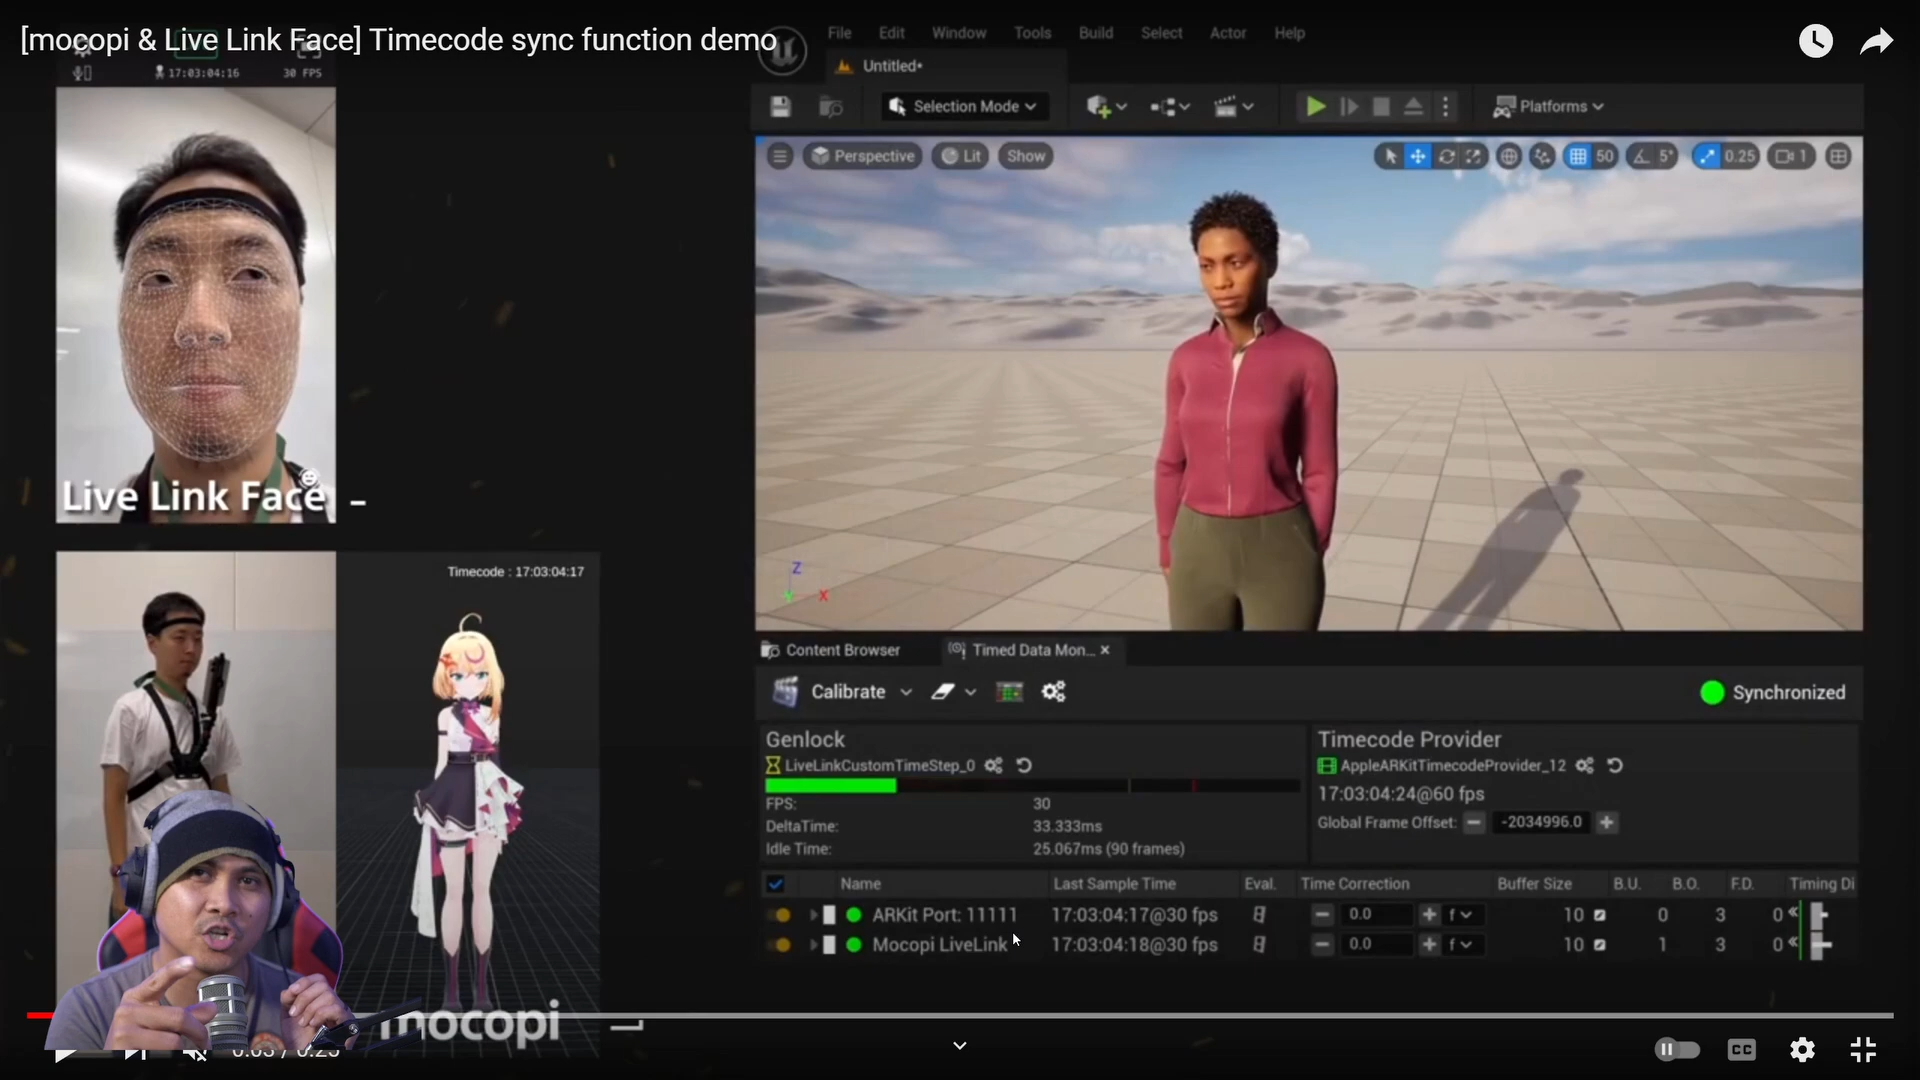 [mocopi & Live Link Face] Timecode sync function demo
17:03:04:16
30 FPS
Live Link Face
Timecode : 17:03:04:17
mocopi
File Edit Window Tools Build Select Actor Help
Untitled*
Selection Mode
Platforms
Perspective Lit Show
50 5° 0.25 1
Z
Y X
Content Browser Timed Data Mon...
Calibrate
Synchronized
Genlock
LiveLinkCustomTimeStep_0
FPS: 30
DeltaTime: 33.333ms
Idle Time: 25.067ms (90 frames)
Timecode Provider
AppleARKitTimecodeProvider_12
17:03:04:24@60 fps
Global Frame Offset: -2034996.0
Name Last Sample Time Eval. Time Correction Buffer Size B.U. B.O. F.D. Timing Di
ARKit Port: 11111 17:03:04:17@30 fps 0.0 f 10 0 3 0
Mocopi LiveLink 17:03:04:18@30 fps 0.0 f 10 1 3 0
0:03 / 0:25
CC